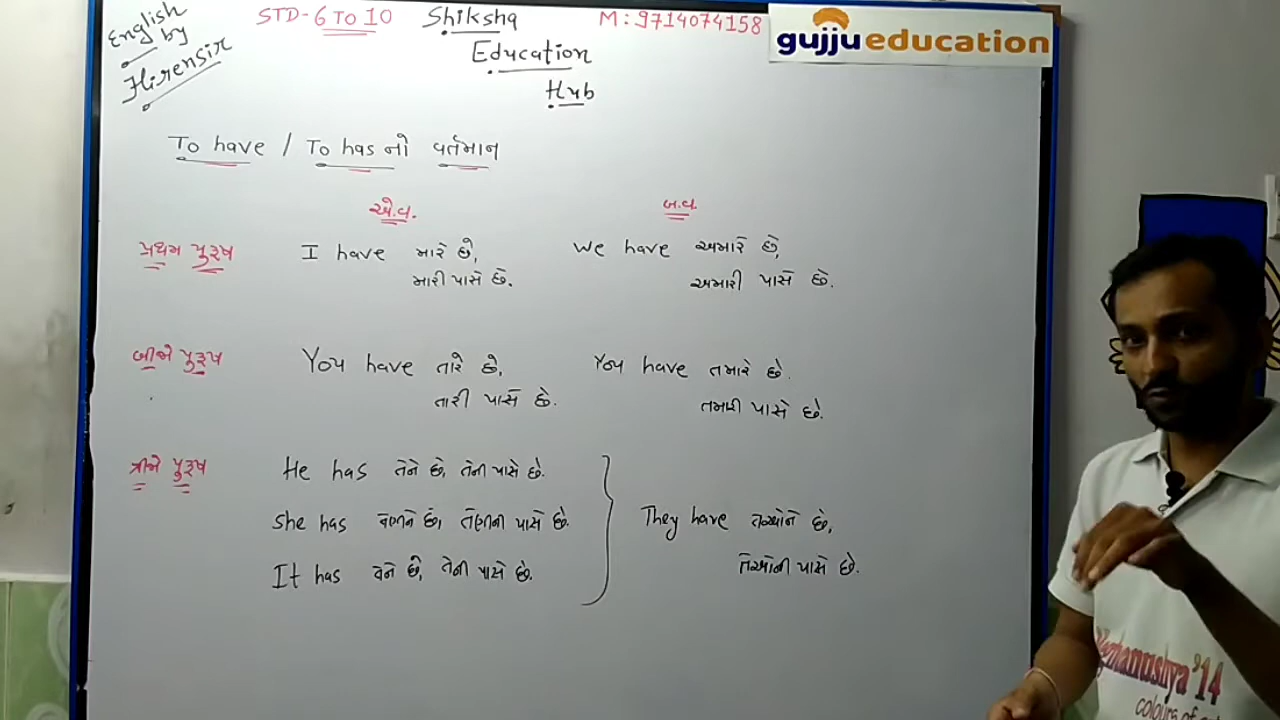 English by Hirensir
STD-6 TO 10
Shiksha Education Hub
M: 9714074158
gujjueducation
To have / To has નો વર્તમાન
એ.વ. બ.વ.
પ્રથમ પુરૂષ I have મારે છે, We have અમારે છે,
મારી પાસે છે. અમારી પાસે છે.
બીજો પુરૂષ You have તારે છે, You have તમારે છે.
તારી પાસે છે. તમારી પાસે છે.
ત્રીજો પુરૂષ He has તેને છે, તેની પાસે છે.
She has તેણીને છે, તેણીની પાસે છે. They have તેઓને છે,
It has તેને છે, તેની પાસે છે. તેઓની પાસે છે.
'14